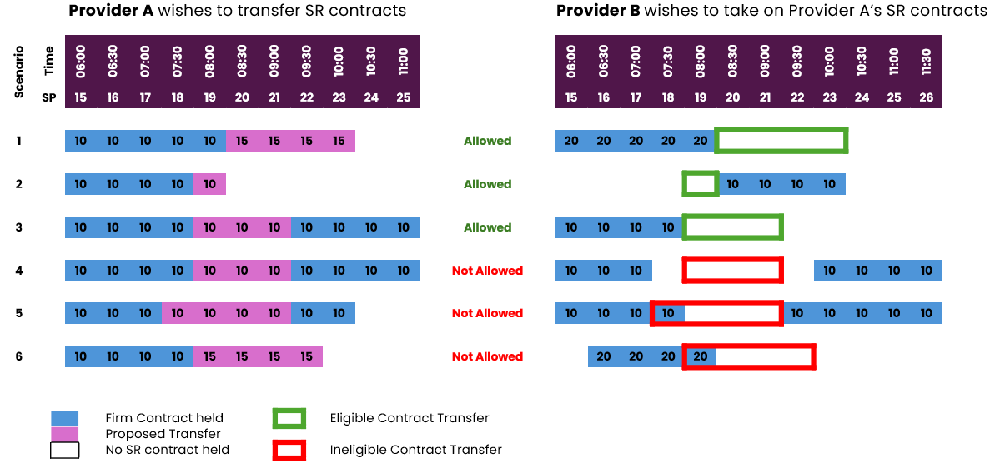 Provider A wishes to transfer SR contracts
Provider B wishes to take on Provider A's SR contracts
Scenario Time 06:00 06:30 07:00 07:30 08:00 08:30 09:00 09:30 10:00 10:30 11:00 06:00 06:30 07:00 07:30 08:00 08:30 09:00 09:30 10:00 10:30 11:00 11:30
SP 15 16 17 18 19 20 21 22 23 24 25 15 16 17 18 19 20 21 22 23 24 25 26
1 10 10 10 10 10 15 15 15 15 Allowed 20 20 20 20 20
2 10 10 10 10 10 Allowed 10 10 10 10
3 10 10 10 10 10 10 10 10 10 10 10 Allowed 10 10 10 10
4 10 10 10 10 10 10 10 10 10 10 10 Not Allowed 10 10 10 10 10 10 10
5 10 10 10 10 10 10 10 10 10 Not Allowed 10 10 10 10 10 10 10 10 10
6 10 10 10 10 15 15 15 15 Not Allowed 20 20 20 20
Firm Contract held
Proposed Transfer
No SR contract held
Eligible Contract Transfer
Ineligible Contract Transfer